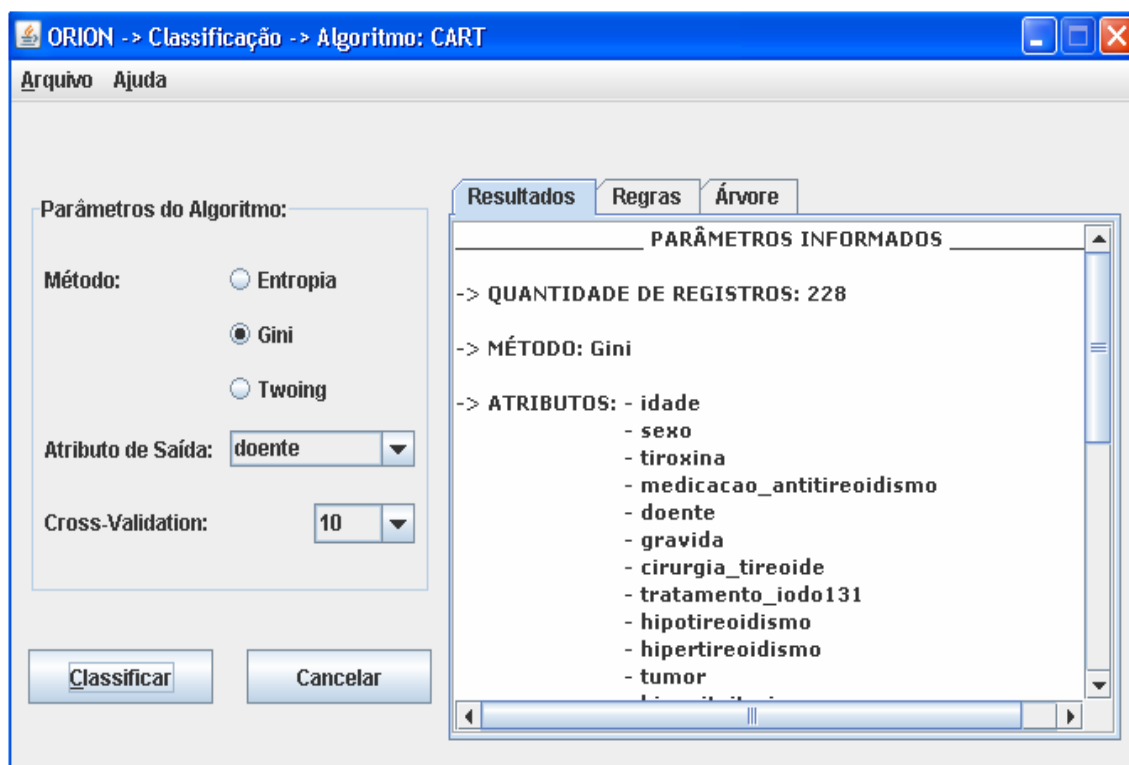 ORION -> Classificação -> Algoritmo: CART
Arquivo Ajuda
Parâmetros do Algoritmo:
Método:
Entropia
Gini
Twoing
Atributo de Saída: doente
Cross-Validation: 10
Classificar Cancelar
Resultados Regras Árvore
PARÂMETROS INFORMADOS
-> QUANTIDADE DE REGISTROS: 228
-> MÉTODO: Gini
-> ATRIBUTOS: - idade
- sexo
- tiroxina
- medicacao_antitireoidismo
- doente
- gravida
- cirurgia_tireoide
- tratamento_iodo131
- hipotireoidismo
- hipertireoidismo
- tumor